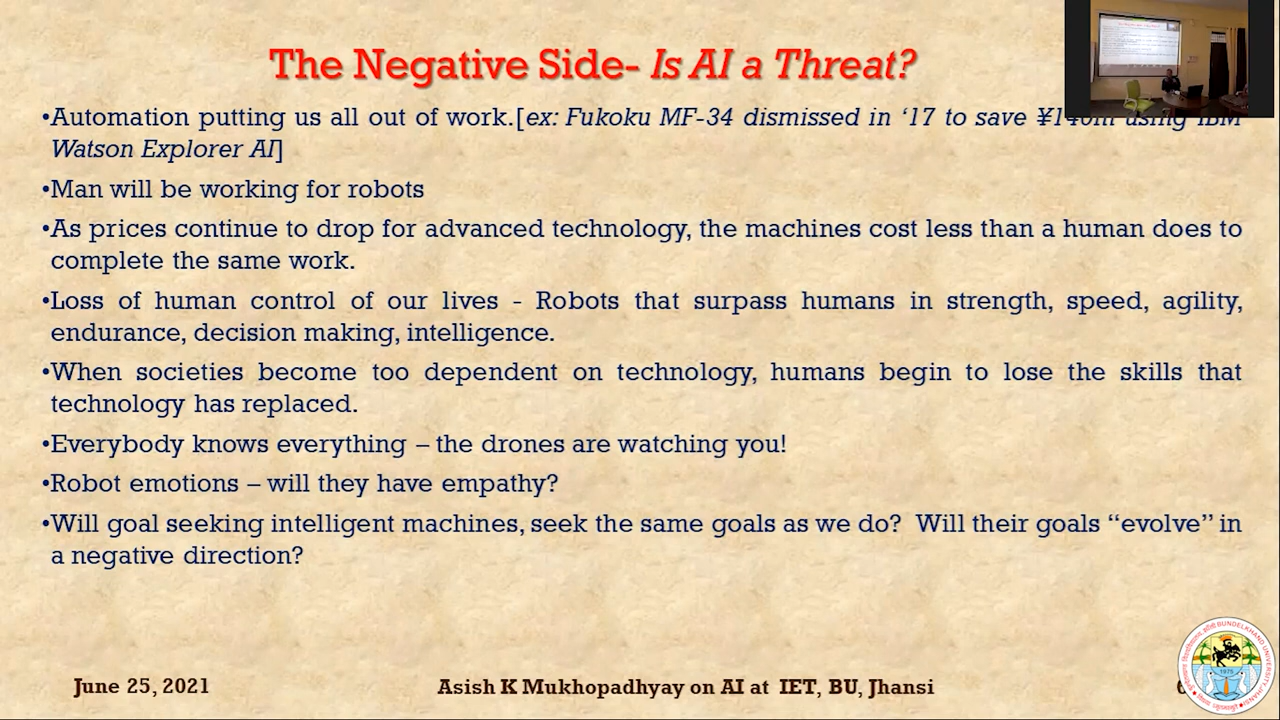 The Negative Side- Is AI a Threat?
•Automation putting us all out of work.[ex: Fukoku MF-34 dismissed in ‘17 to save ¥140m using IBM
Watson Explorer AI]
•Man will be working for robots
•As prices continue to drop for advanced technology, the machines cost less than a human does to
complete the same work.
•Loss of human control of our lives - Robots that surpass humans in strength, speed, agility,
endurance, decision making, intelligence.
•When societies become too dependent on technology, humans begin to lose the skills that
technology has replaced.
•Everybody knows everything – the drones are watching you!
•Robot emotions – will they have empathy?
•Will goal seeking intelligent machines, seek the same goals as we do? Will their goals “evolve” in
a negative direction?
June 25, 2021
Asish K Mukhopadhyay on AI at IET, BU, Jhansi
BUNDELKHAND UNIVERSITY JHANSI
1975